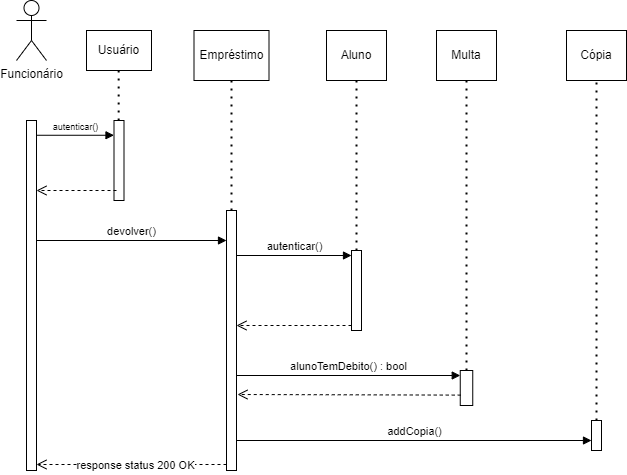 Funcionário
Usuário
Empréstimo
Aluno
Multa
Cópia
autenticar()
devolver()
autenticar()
alunoTemDebito() : bool
addCopia()
response status 200 OK